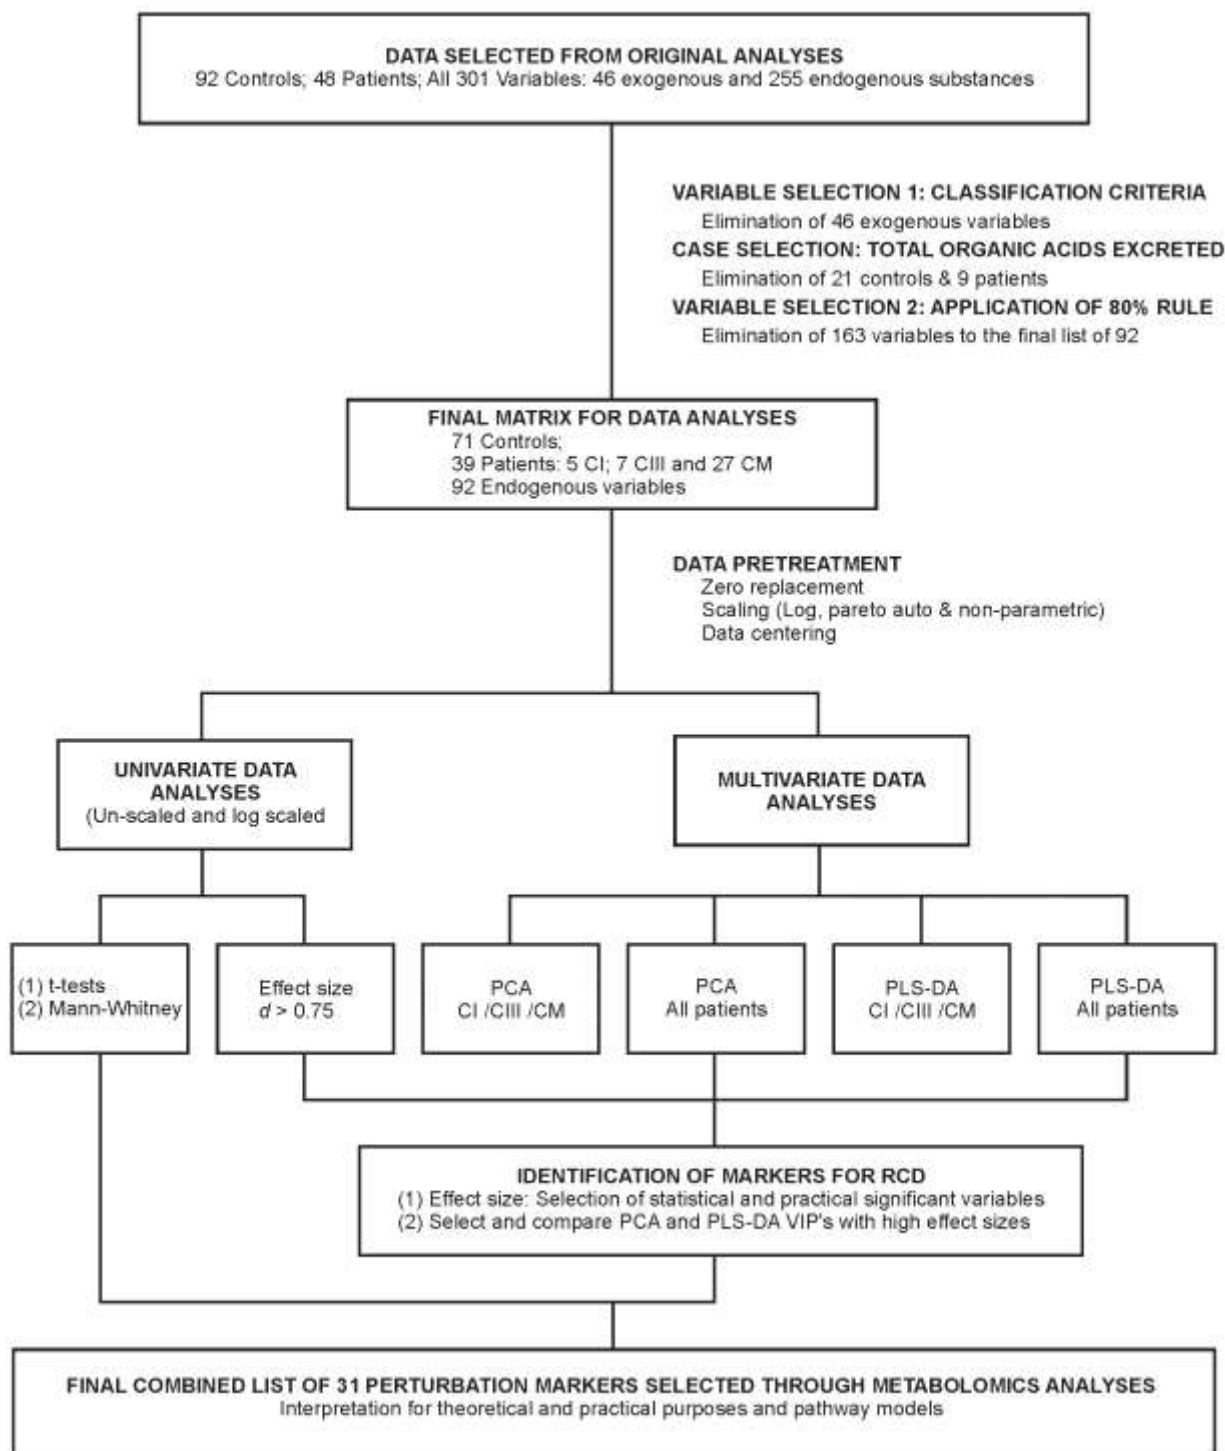 DATA SELECTED FROM ORIGINAL ANALYSES
92 Controls; 48 Patients; All 301 Variables: 46 exogenous and 255 endogenous substances
VARIABLE SELECTION 1: CLASSIFICATION CRITERIA
Elimination of 46 exogenous variables
CASE SELECTION: TOTAL ORGANIC ACIDS EXCRETED
Elimination of 21 controls & 9 patients
VARIABLE SELECTION 2: APPLICATION OF 80% RULE
Elimination of 163 variables to the final list of 92
FINAL MATRIX FOR DATA ANALYSES
71 Controls;
39 Patients: 5 CI; 7 CIII and 27 CM
92 Endogenous variables
DATA PRETREATMENT
Zero replacement
Scaling (Log, pareto auto & non-parametric)
Data centering
UNIVARIATE DATA
ANALYSES
(Un-scaled and log scaled
MULTIVARIATE DATA
ANALYSES
(1) t-tests
(2) Mann-Whitney
Effect size
d > 0.75
PCA
CI /CIII /CM
PCA
All patients
PLS-DA
CI /CIII /CM
PLS-DA
All patients
IDENTIFICATION OF MARKERS FOR RCD
(1) Effect size: Selection of statistical and practical significant variables
(2) Select and compare PCA and PLS-DA VIP's with high effect sizes
FINAL COMBINED LIST OF 31 PERTURBATION MARKERS SELECTED THROUGH METABOLOMICS ANALYSES
Interpretation for theoretical and practical purposes and pathway models